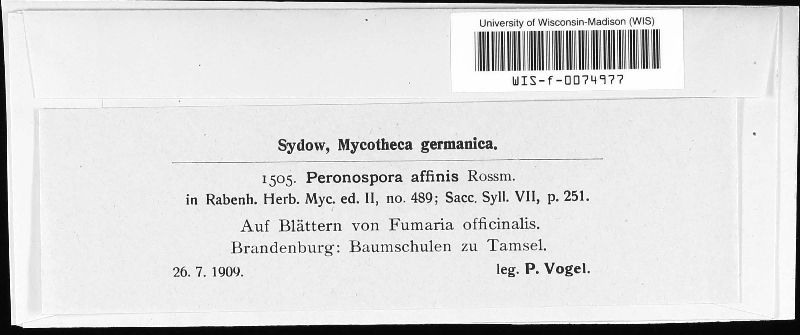 University of Wisconsin-Madison (WIS)
WIS-f-0074977
Sydow, Mycotheca germanica.
1505. Peronospora affinis Rossm.
in Rabenh. Herb. Myc. ed. II, no. 489; Sacc. Syll. VII, p. 251.
Auf Blättern von Fumaria officinalis.
Brandenburg: Baumschulen zu Tamsel.
26. 7. 1909. leg. P. Vogel.